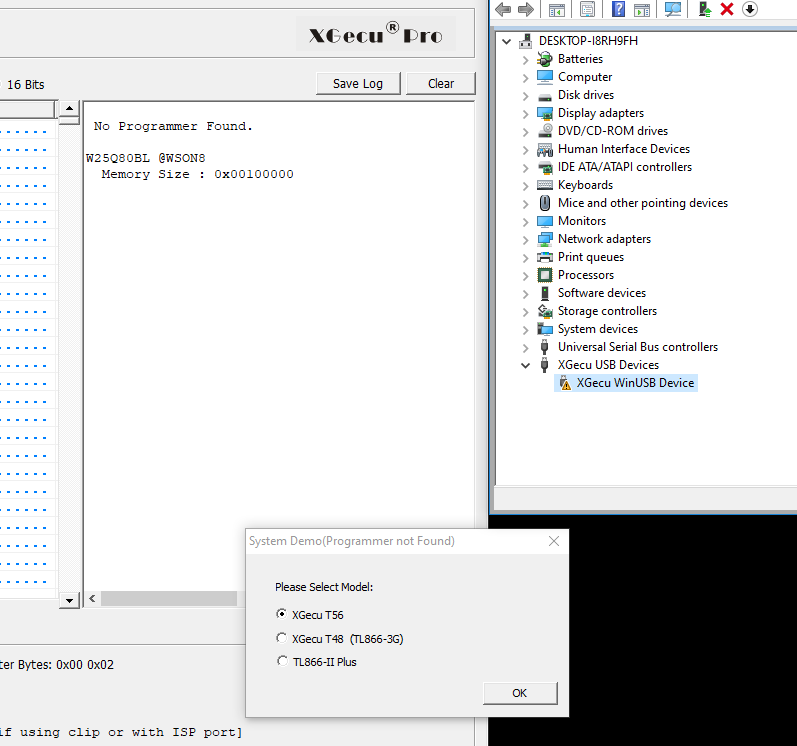 XGecu® Pro
16 Bits
Save Log
Clear
No Programmer Found.
W25Q80BL @WSON8
Memory Size : 0x00100000
ter Bytes: 0x00 0x02
if using clip or with ISP port]
DESKTOP-I8RH9FH
Batteries
Computer
Disk drives
Display adapters
DVD/CD-ROM drives
Human Interface Devices
IDE ATA/ATAPI controllers
Keyboards
Mice and other pointing devices
Monitors
Network adapters
Print queues
Processors
Software devices
Storage controllers
System devices
Universal Serial Bus controllers
XGecu USB Devices
XGecu WinUSB Device
System Demo(Programmer not Found)
Please Select Model:
XGecu T56
XGecu T48 (TL866-3G)
TL866-II Plus
OK